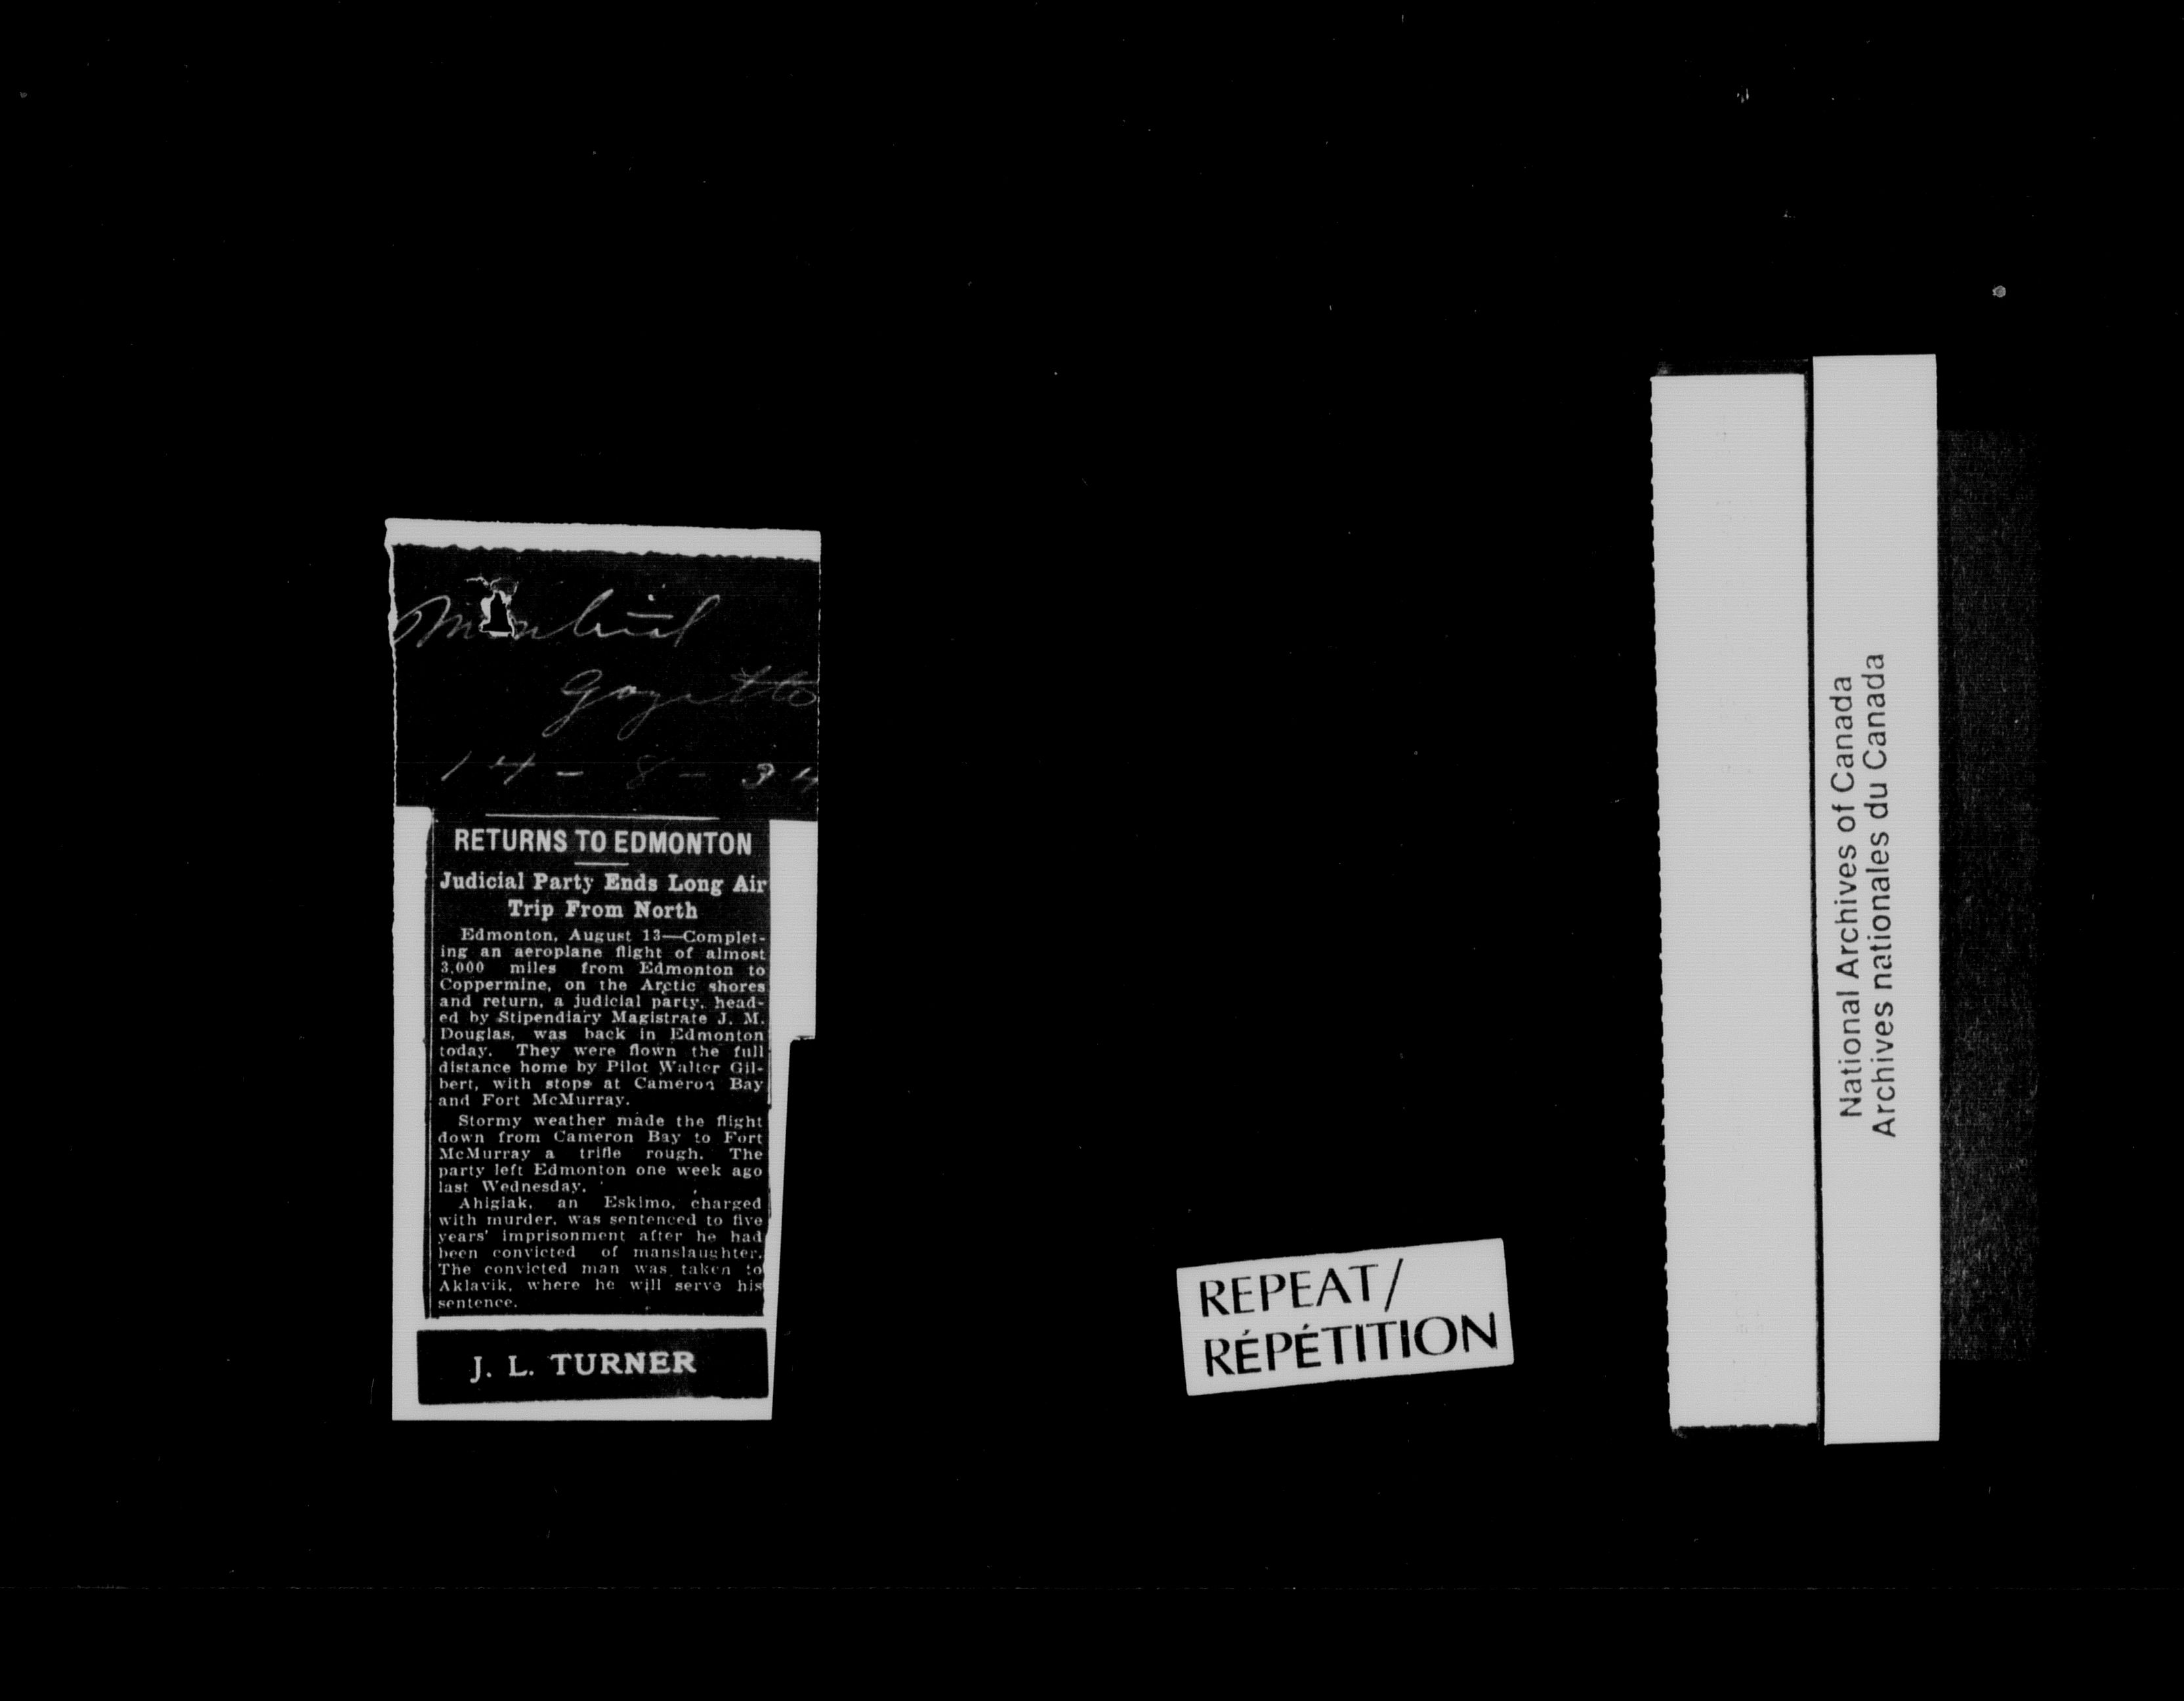 Montreal
Gazette
14-8-34
RETURNS TO EDMONTON
Judicial Party Ends Long Air
Trip From North
Edmonton, August 13—Complet-
ing an aeroplane flight of almost
3,000 miles from Edmonton to
Coppermine, on the Arctic shores
and return, a judicial party, head-
ed by Stipendiary Magistrate J. M.
Douglas, was back in Edmonton
today. They were flown the full
distance home by Pilot Walter Gil-
bert, with stops at Cameron Bay
and Fort McMurray.
Stormy weather made the flight
down from Cameron Bay to Fort
McMurray a trifle rough. The
party left Edmonton one week ago
last Wednesday.
Ahigiak, an Eskimo, charged
with murder, was sentenced to five
years' imprisonment after he had
been convicted of manslaughter.
The convicted man was taken to
Aklavik, where he will serve his
sentence.
J. L. TURNER
REPEAT/
RÉPÉTITION
National Archives of Canada
Archives nationales du Canada